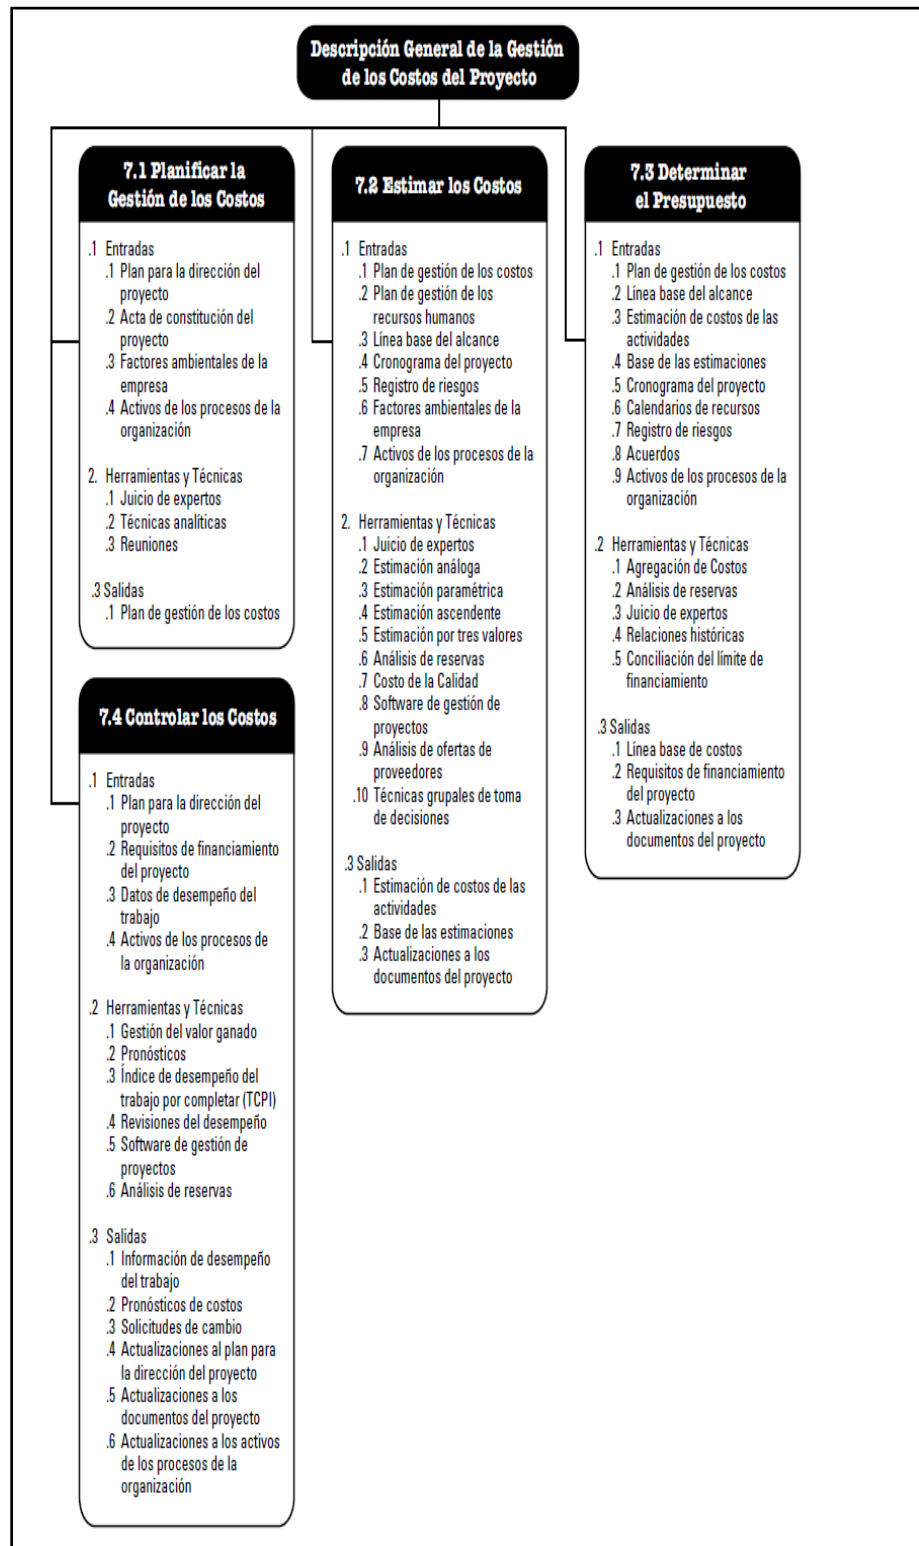 Descripción General de la Gestión
de los Costos del Proyecto
7.1 Planificar la
Gestión de los Costos
.1 Entradas
.1 Plan para la dirección del
proyecto
.2 Acta de constitución del
proyecto
.3 Factores ambientales de la
empresa
.4 Activos de los procesos de la
organización
2. Herramientas y Técnicas
.1 Juicio de expertos
.2 Técnicas analíticas
.3 Reuniones
.3 Salidas
.1 Plan de gestión de los costos
7.2 Estimar los Costos
.1 Entradas
.1 Plan de gestión de los costos
.2 Plan de gestión de los
recursos humanos
.3 Línea base del alcance
.4 Cronograma del proyecto
.5 Registro de riesgos
.6 Factores ambientales de la
empresa
.7 Activos de los procesos de la
organización
2. Herramientas y Técnicas
.1 Juicio de expertos
.2 Estimación análoga
.3 Estimación paramétrica
.4 Estimación ascendente
.5 Estimación por tres valores
.6 Análisis de reservas
.7 Costo de la Calidad
.8 Software de gestión de
proyectos
.9 Análisis de ofertas de
proveedores
.10 Técnicas grupales de toma
de decisiones
.3 Salidas
.1 Estimación de costos de las
actividades
.2 Base de las estimaciones
.3 Actualizaciones a los
documentos del proyecto
7.3 Determinar
el Presupuesto
.1 Entradas
.1 Plan de gestión de los costos
.2 Línea base del alcance
.3 Estimación de costos de las
actividades
.4 Base de las estimaciones
.5 Cronograma del proyecto
.6 Calendarios de recursos
.7 Registro de riesgos
.8 Acuerdos
.9 Activos de los procesos de la
organización
.2 Herramientas y Técnicas
.1 Agregación de Costos
.2 Análisis de reservas
.3 Juicio de expertos
.4 Relaciones históricas
.5 Conciliación del límite de
financiamiento
.3 Salidas
.1 Línea base de costos
.2 Requisitos de financiamiento
del proyecto
.3 Actualizaciones a los
documentos del proyecto
7.4 Controlar los Costos
.1 Entradas
.1 Plan para la dirección del
proyecto
.2 Requisitos de financiamiento
del proyecto
.3 Datos de desempeño del
trabajo
.4 Activos de los procesos de
la organización
.2 Herramientas y Técnicas
.1 Gestión del valor ganado
.2 Pronósticos
.3 Índice de desempeño del
trabajo por completar (TCPI)
.4 Revisiones del desempeño
.5 Software de gestión de
proyectos
.6 Análisis de reservas
.3 Salidas
.1 Información de desempeño
del trabajo
.2 Pronósticos de costos
.3 Solicitudes de cambio
.4 Actualizaciones al plan para
la dirección del proyecto
.5 Actualizaciones a los
documentos del proyecto
.6 Actualizaciones a los activos
de los procesos de la
organización